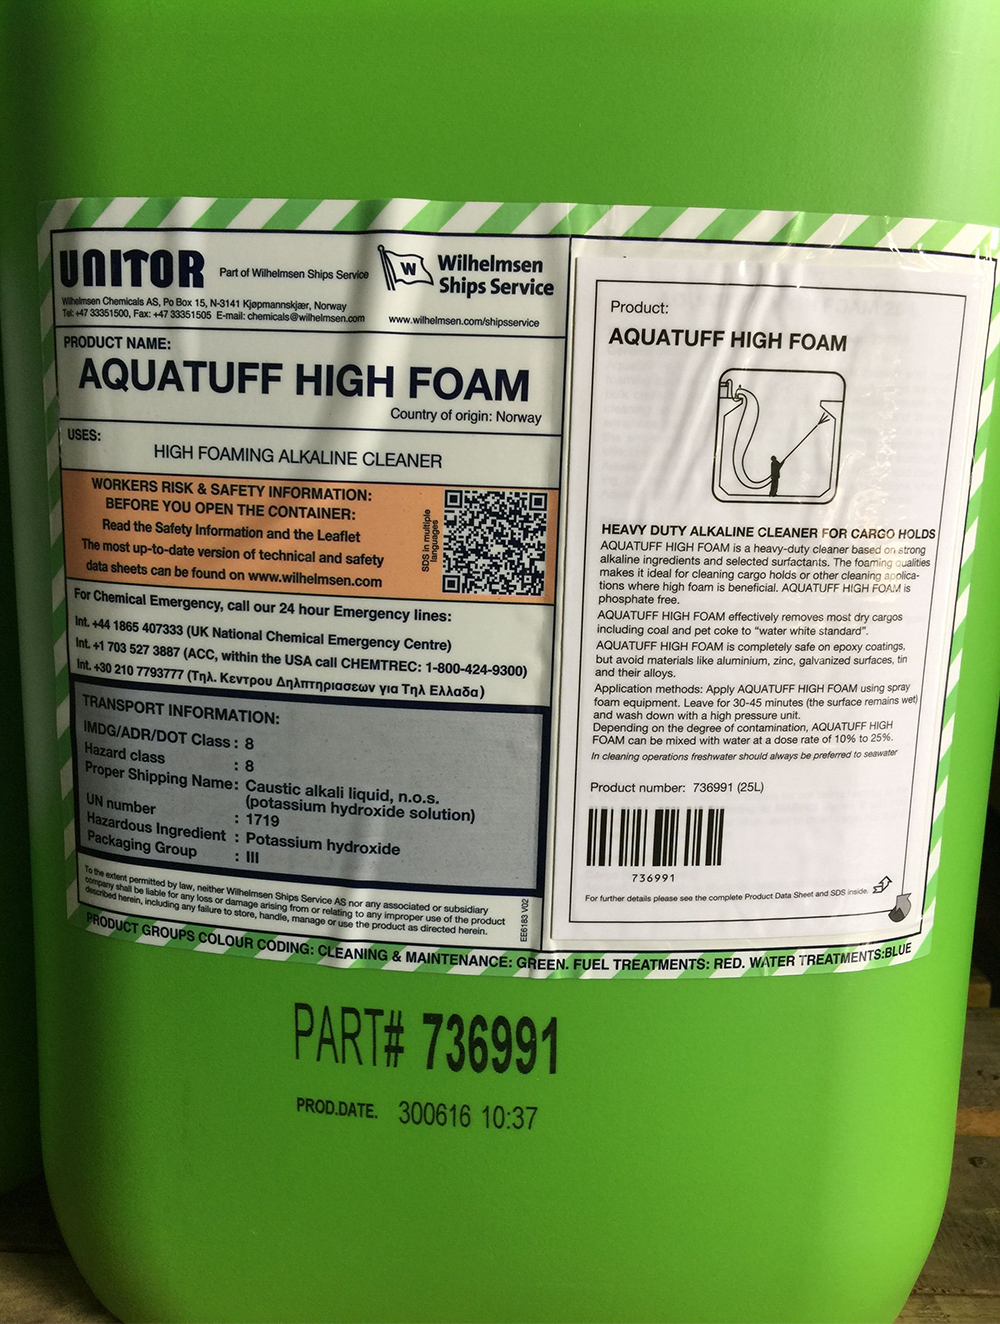 UNITOR
Part of Wilhelmsen Ships Service
W
Wilhelmsen
Ships Service
Wilhelmsen Chemicals AS, Po Box 15, N-3141 Kjøpmannskjær, Norway
Tel: +47 33351500, Fax: +47 33351505 E-mail: chemicals@wilhelmsen.com
www.wilhelmsen.com/shipsservice
PRODUCT NAME:
AQUATUFF HIGH FOAM
Country of origin: Norway
USES:
HIGH FOAMING ALKALINE CLEANER
WORKERS RISK & SAFETY INFORMATION:
BEFORE YOU OPEN THE CONTAINER:
Read the Safety Information and the Leaflet
The most up-to-date version of technical and safety
data sheets can be found on www.wilhelmsen.com
SDS in multiple
languages
For Chemical Emergency, call our 24 hour Emergency lines:
Int. +44 1865 407333 (UK National Chemical Emergency Centre)
Int. +1 703 527 3887 (ACC, within the USA call CHEMTREC: 1-800-424-9300)
Int. +30 210 7793777 (Τηλ. Κεντρου Δηλπτηριασεων για Τηλ Ελλαδα)
TRANSPORT INFORMATION:
IMDG/ADR/DOT Class : 8
Hazard class : 8
Proper Shipping Name: Caustic alkali liquid, n.o.s.
(potassium hydroxide solution)
UN number : 1719
Hazardous Ingredient : Potassium hydroxide
Packaging Group : III
To the extent permitted by law, neither Wilhelmsen Ships Service AS nor any associated or subsidiary
company shall be liable for any loss or damage arising from or relating to any improper use of the product
described herein, including any failure to store, handle, manage or use the product as directed herein.
EE6183 V02
Product:
AQUATUFF HIGH FOAM
HEAVY DUTY ALKALINE CLEANER FOR CARGO HOLDS
AQUATUFF HIGH FOAM is a heavy-duty cleaner based on strong
alkaline ingredients and selected surfactants. The foaming qualities
makes it ideal for cleaning cargo holds or other cleaning applica-
tions where high foam is beneficial. AQUATUFF HIGH FOAM is
phosphate free.
AQUATUFF HIGH FOAM effectively removes most dry cargos
including coal and pet coke to “water white standard”.
AQUATUFF HIGH FOAM is completely safe on epoxy coatings,
but avoid materials like aluminium, zinc, galvanized surfaces, tin
and their alloys.
Application methods: Apply AQUATUFF HIGH FOAM using spray
foam equipment. Leave for 30-45 minutes (the surface remains wet)
and wash down with a high pressure unit.
Depending on the degree of contamination, AQUATUFF HIGH
FOAM can be mixed with water at a dose rate of 10% to 25%.
In cleaning operations freshwater should always be preferred to seawater
Product number: 736991 (25L)
736991
For further details please see the complete Product Data Sheet and SDS inside.
PRODUCT GROUPS COLOUR CODING: CLEANING & MAINTENANCE: GREEN. FUEL TREATMENTS: RED. WATER TREATMENTS:BLUE
PART# 736991
PROD.DATE. 300616 10:37